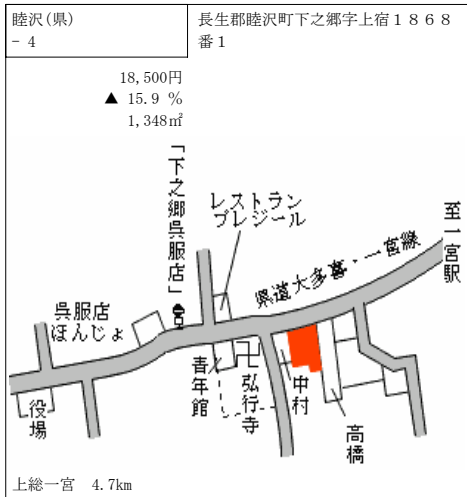 睦沢(県)
- 4
長生郡睦沢町下之郷字上宿１８６８
番１
18,500円
▲ 15.9 %
1,348㎡
「下之郷呉服店」
レストラン
プレジール
県道大多喜・一宮線
至一宮駅
呉服店
ほんじょ
役場
青年館
弘行寺
中村
高橋
上総一宮 4.7km